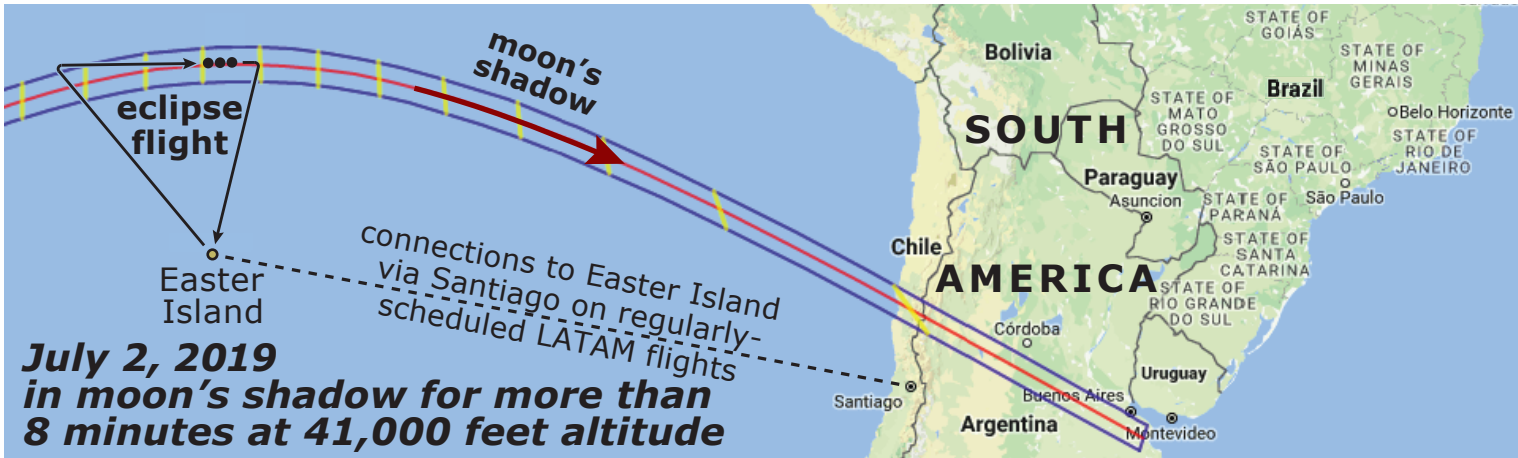 moon's
shadow
eclipse
flight
Easter
Island
connections to Easter Island
via Santiago on regularly-
scheduled LATAM flights
July 2, 2019
in moon's shadow for more than
8 minutes at 41,000 feet altitude
SOUTH
AMERICA
Bolivia
Brazil
STATE OF
GOIÁS
STATE OF
MINAS
GERAIS
Belo Horizonte
STATE OF
MATO
GROSSO
DO SUL
STATE OF
RIO DE
JANEIRO
STATE OF
SÃO PAULO
São Paulo
Paraguay
Asuncion
STATE OF
PARANÁ
STATE OF
SANTA
CATARINA
STATE OF
RIO GRANDE
DO SUL
Chile
Córdoba
Uruguay
Santiago
Buenos Aires
Argentina
Montevideo